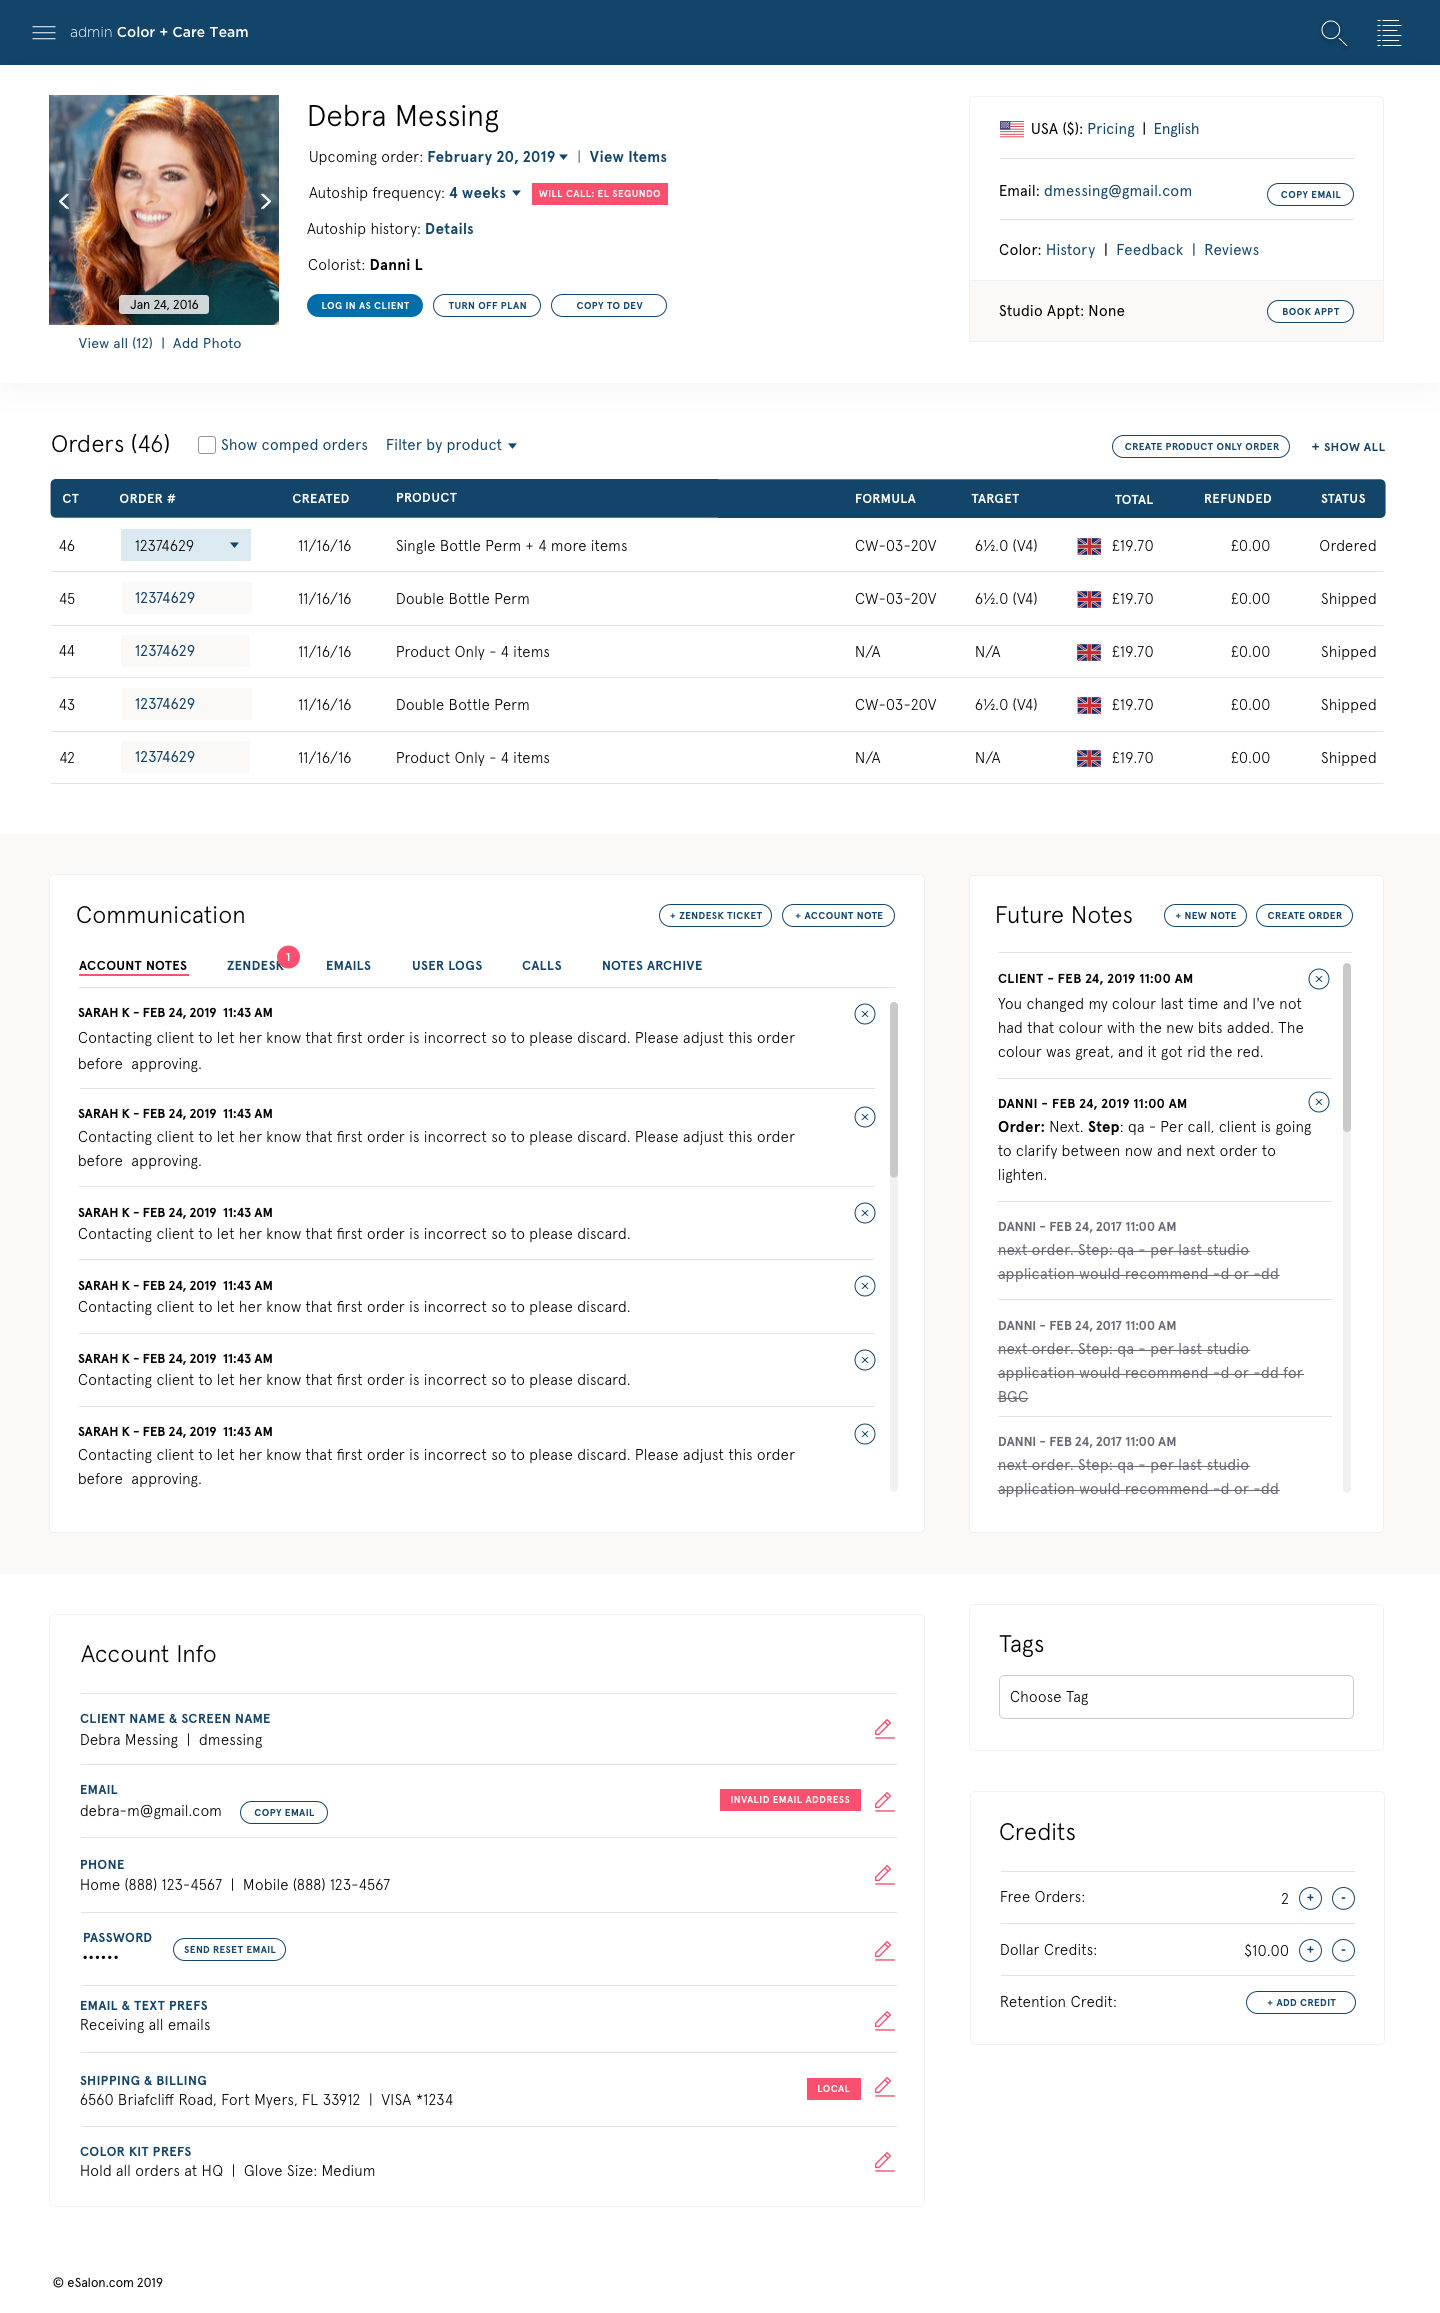 admin Color + Care Team
Debra Messing
Upcoming order: February 20, 2019 | View Items
Autoship frequency: 4 weeks WILL CALL: EL SEGUNDO
Autoship history: Details
Colorist: Danni L
LOG IN AS CLIENT TURN OFF PLAN COPY TO DEV
Jan 24, 2016
View all (12) | Add Photo
USA ($): Pricing | English
Email: dmessing@gmail.com COPY EMAIL
Color: History | Feedback | Reviews
Studio Appt: None BOOK APPT
Orders (46) Show comped orders Filter by product CREATE PRODUCT ONLY ORDER + SHOW ALL
CT ORDER # CREATED PRODUCT FORMULA TARGET TOTAL REFUNDED STATUS
46 12374629 11/16/16 Single Bottle Perm + 4 more items CW-03-20V 6½.0 (V4) £19.70 £0.00 Ordered
45 12374629 11/16/16 Double Bottle Perm CW-03-20V 6½.0 (V4) £19.70 £0.00 Shipped
44 12374629 11/16/16 Product Only - 4 items N/A N/A £19.70 £0.00 Shipped
43 12374629 11/16/16 Double Bottle Perm CW-03-20V 6½.0 (V4) £19.70 £0.00 Shipped
42 12374629 11/16/16 Product Only - 4 items N/A N/A £19.70 £0.00 Shipped
Communication + ZENDESK TICKET + ACCOUNT NOTE
ACCOUNT NOTES ZENDESK 1 EMAILS USER LOGS CALLS NOTES ARCHIVE
SARAH K - FEB 24, 2019 11:43 AM
Contacting client to let her know that first order is incorrect so to please discard. Please adjust this order
before approving.
SARAH K - FEB 24, 2019 11:43 AM
Contacting client to let her know that first order is incorrect so to please discard. Please adjust this order
before approving.
SARAH K - FEB 24, 2019 11:43 AM
Contacting client to let her know that first order is incorrect so to please discard.
SARAH K - FEB 24, 2019 11:43 AM
Contacting client to let her know that first order is incorrect so to please discard.
SARAH K - FEB 24, 2019 11:43 AM
Contacting client to let her know that first order is incorrect so to please discard.
SARAH K - FEB 24, 2019 11:43 AM
Contacting client to let her know that first order is incorrect so to please discard. Please adjust this order
before approving.
Future Notes + NEW NOTE CREATE ORDER
CLIENT - FEB 24, 2019 11:00 AM
You changed my colour last time and I've not
had that colour with the new bits added. The
colour was great, and it got rid the red.
DANNI - FEB 24, 2019 11:00 AM
Order: Next. Step: qa - Per call, client is going
to clarify between now and next order to
lighten.
DANNI - FEB 24, 2017 11:00 AM
next order. Step: qa - per last studio
application would recommend -d or -dd
DANNI - FEB 24, 2017 11:00 AM
next order. Step: qa - per last studio
application would recommend -d or -dd for
BGC
DANNI - FEB 24, 2017 11:00 AM
next order. Step: qa - per last studio
application would recommend -d or -dd
Account Info
CLIENT NAME & SCREEN NAME
Debra Messing | dmessing
EMAIL
debra-m@gmail.com COPY EMAIL INVALID EMAIL ADDRESS
PHONE
Home (888) 123-4567 | Mobile (888) 123-4567
PASSWORD
•••••• SEND RESET EMAIL
EMAIL & TEXT PREFS
Receiving all emails
SHIPPING & BILLING
6560 Briafcliff Road, Fort Myers, FL 33912 | VISA *1234 LOCAL
COLOR KIT PREFS
Hold all orders at HQ | Glove Size: Medium
Tags
Choose Tag
Credits
Free Orders: 2 + -
Dollar Credits: $10.00 + -
Retention Credit: + ADD CREDIT
© eSalon.com 2019